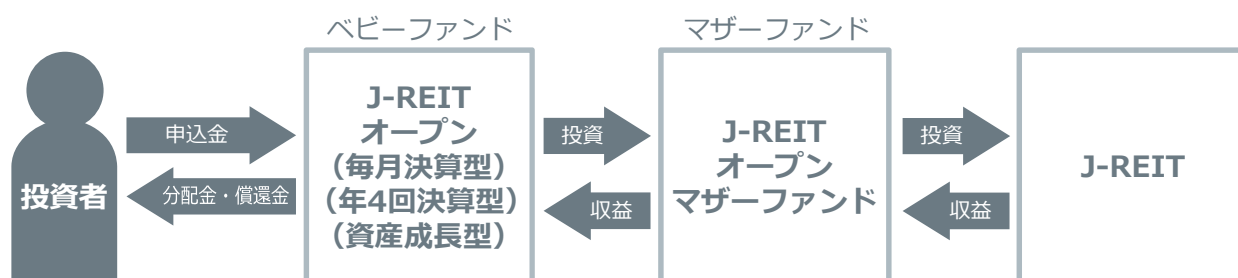 ベビーファンド
マザーファンド
投資者
申込金
分配金・償還金
J-REIT
オープン
（毎月決算型）
（年4回決算型）
（資産成長型）
投資
収益
J-REIT
オープン
マザーファンド
投資
収益
J-REIT